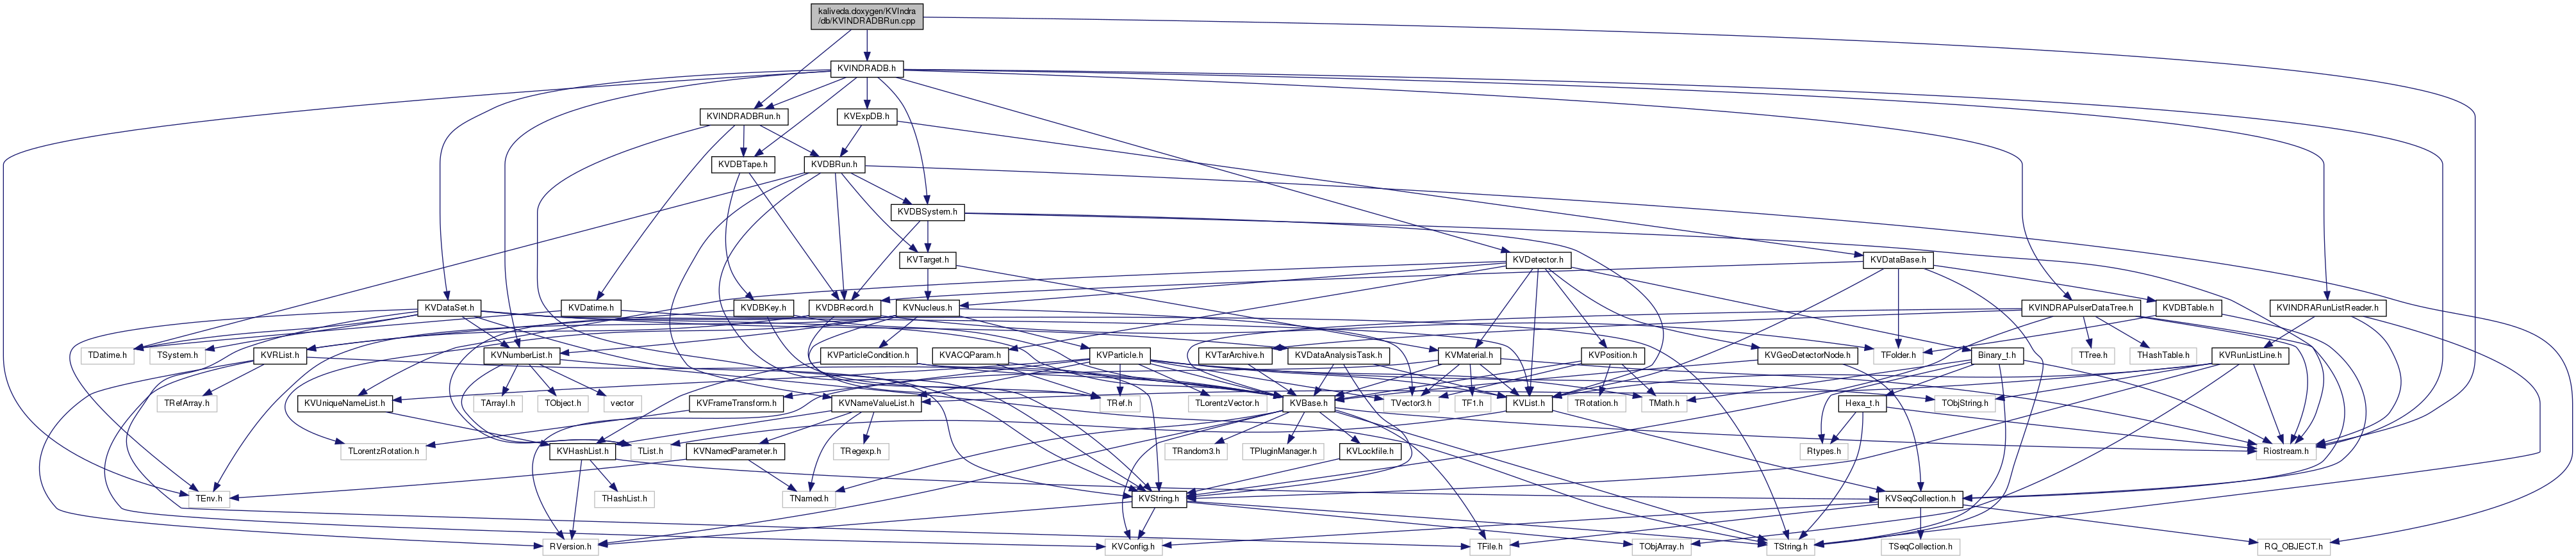 kaliveda.doxygen/KVIndra
/db/KVINDRADBRun.cpp
KVINDRADB.h
KVINDRADBRun.h
KVExpDB.h
KVDBTape.h
KVDBRun.h
KVDBSystem.h
KVTarget.h
KVDetector.h
KVDataBase.h
KVDataSet.h
KVDatime.h
KVDBKey.h
KVDBRecord.h
KVNucleus.h
KVINDRAPulserDataTree.h
KVDBTable.h
KVINDRARunListReader.h
TDatime.h
TSystem.h
KVRList.h
KVNumberList.h
KVParticleCondition.h
KVACQParam.h
KVParticle.h
KVTarArchive.h
KVDataAnalysisTask.h
KVMaterial.h
KVPosition.h
KVGeoDetectorNode.h
TFolder.h
Binary_t.h
TTree.h
THashTable.h
KVRunListLine.h
TRefArray.h
KVUniqueNameList.h
TArrayI.h
TObject.h
vector
KVFrameTransform.h
KVNameValueList.h
TRef.h
TLorentzVector.h
KVBase.h
TVector3.h
TF1.h
KVList.h
TRotation.h
TMath.h
Hexa_t.h
TObjString.h
TLorentzRotation.h
KVHashList.h
TList.h
KVNamedParameter.h
TRegexp.h
TRandom3.h
TPluginManager.h
KVLockfile.h
Rtypes.h
Riostream.h
TEnv.h
THashList.h
TNamed.h
KVString.h
KVSeqCollection.h
RVersion.h
KVConfig.h
TFile.h
TObjArray.h
TString.h
TSeqCollection.h
RQ_OBJECT.h